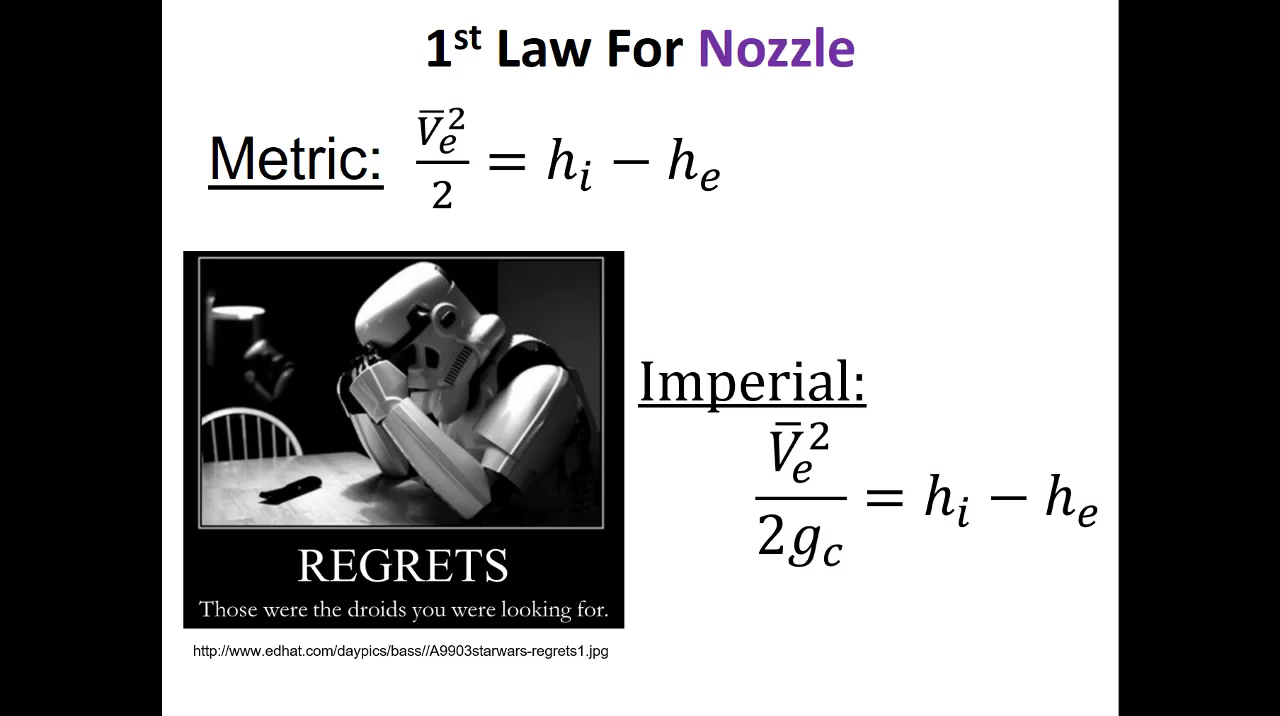 1st Law For Nozzle
Metric: V̅ₑ²/2 = hᵢ − hₑ
Imperial:
V̅ₑ²/2g_c = hᵢ − hₑ
REGRETS
Those were the droids you were looking for.
http://www.edhat.com/daypics/bass//A9903starwars-regrets1.jpg